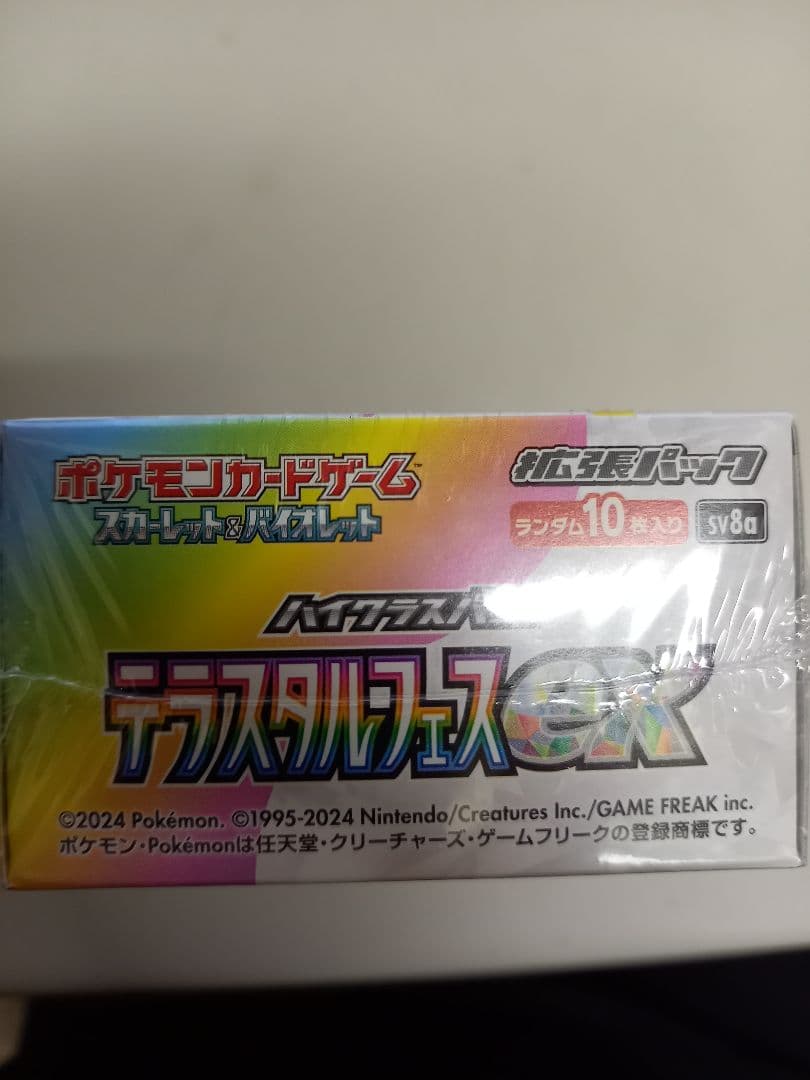 ポケモンカードゲーム™
スカーレット&バイオレット
拡張パック
ランダム10枚入り
sv8a
ハイクラスパ
テラスタル・フェスex
©2024 Pokémon. ©1995-2024 Nintendo/Creatures Inc./GAME FREAK inc.
ポケモン・Pokémonは任天堂・クリーチャーズ・ゲームフリークの登録商標です。